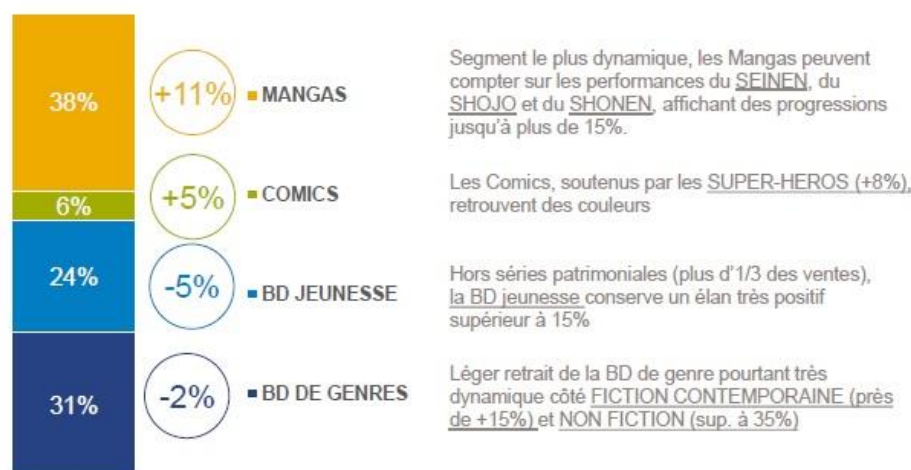 38%
+11%
MANGAS
Segment le plus dynamique, les Mangas peuvent
compter sur les performances du SEINEN, du
SHOJO et du SHONEN, affichant des progressions
jusqu'à plus de 15%.
6%
+5%
COMICS
Les Comics, soutenus par les SUPER-HEROS (+8%),
retrouvent des couleurs
24%
-5%
BD JEUNESSE
Hors séries patrimoniales (plus d'1/3 des ventes),
la BD jeunesse conserve un élan très positif
supérieur à 15%
31%
-2%
BD DE GENRES
Léger retrait de la BD de genre pourtant très
dynamique côté FICTION CONTEMPORAINE (près
de +15%) et NON FICTION (sup. à 35%)